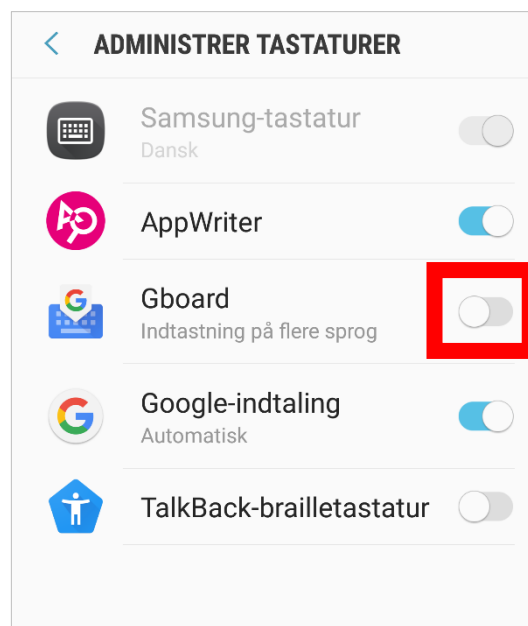 ADMINISTRER TASTATURER
Samsung-tastatur
Dansk
AppWriter
Gboard
Indtastning på flere sprog
Google-indtaling
Automatisk
TalkBack-brailletastatur